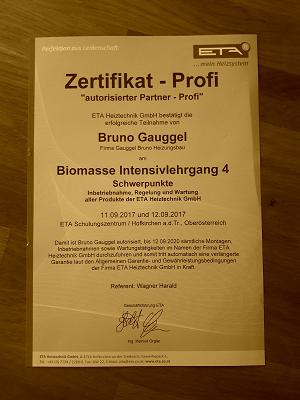 Perfektion aus Leidenschaft.
ETA
...mein Heizsystem
Zertifikat - Profi
"autorisierter Partner - Profi"
ETA Heiztechnik GmbH bestätigt die
erfolgreiche Teilnahme von
Bruno Gauggel
Firma Gauggel Bruno Heizungsbau
am
Biomasse Intensivlehrgang 4
Schwerpunkte
Inbetriebnahme, Regelung und Wartung
aller Produkte der ETA Heiztechnik GmbH
11.09.2017 und 12.09.2017
ETA Schulungszentrum / Hofkirchen a.d.Tr., Oberösterreich
Damit ist Bruno Gauggel autorisiert, bis 12.09.2020 sämtliche Montagen,
Inbetriebnahmen sowie Wartungstätigkeiten im Namen der Firma ETA
Heiztechnik GmbH durchzuführen und somit tritt automatisch eine verlängerte
Garantie laut den Allgemeinen Garantie- und Gewährleistungsbedingungen
der Firma ETA Heiztechnik GmbH in Kraft.
Referent: Wagner Harald
Geschäftsführung ETA
Ing.
ETA Heiztechnik GmbH,